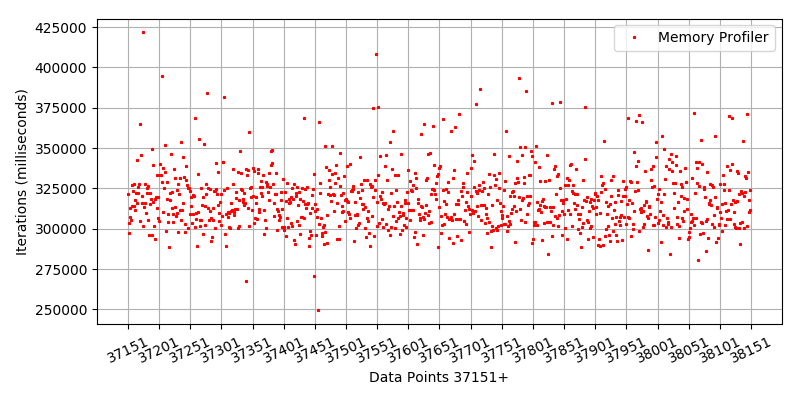 425000
400000
375000
350000
325000
300000
275000
250000
Iterations (milliseconds)
Memory Profiler
37151 37201 37251 37301 37351 37401 37451 37501 37551 37601 37651 37701 37751 37801 37851 37901 37951 38001 38051 38101 38151
Data Points 37151+